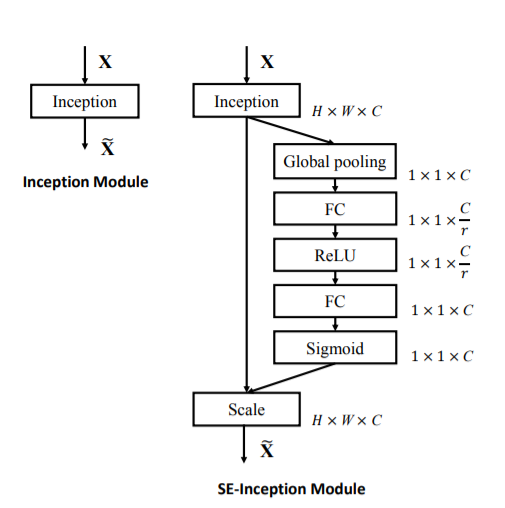 X
Inception
X̃
Inception Module
X
Inception
H × W × C
Global pooling
1 × 1 × C
FC
1 × 1 × C/r
ReLU
1 × 1 × C/r
FC
1 × 1 × C
Sigmoid
1 × 1 × C
Scale
H × W × C
X̃
SE-Inception Module